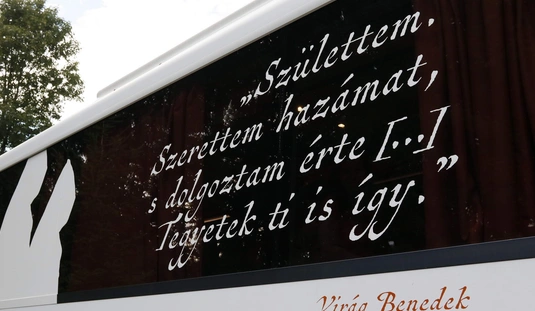 „Születtem.
Szerettem hazámat,
s dolgoztam érte [...]
Tegyetek ti is így.”
Virág Benedek